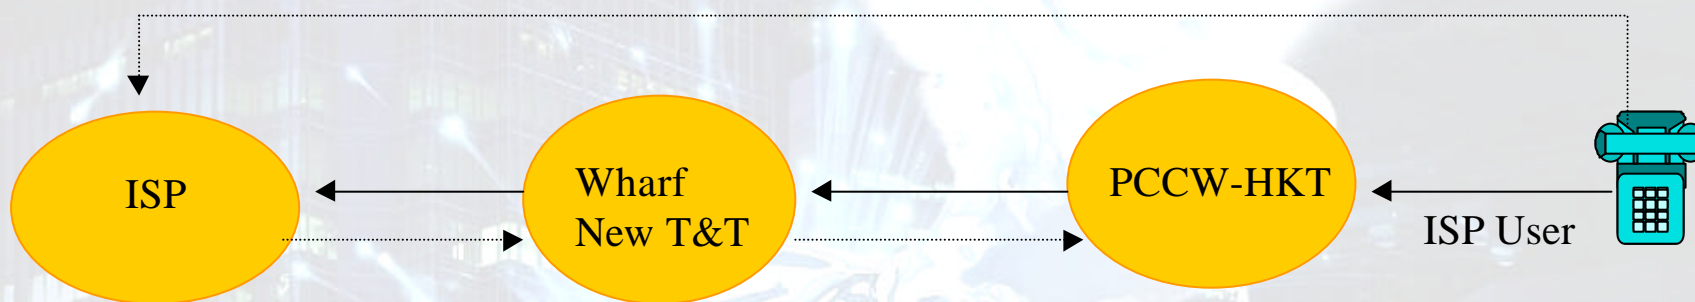 ISP
Wharf
New T&T
PCCW-HKT
ISP User